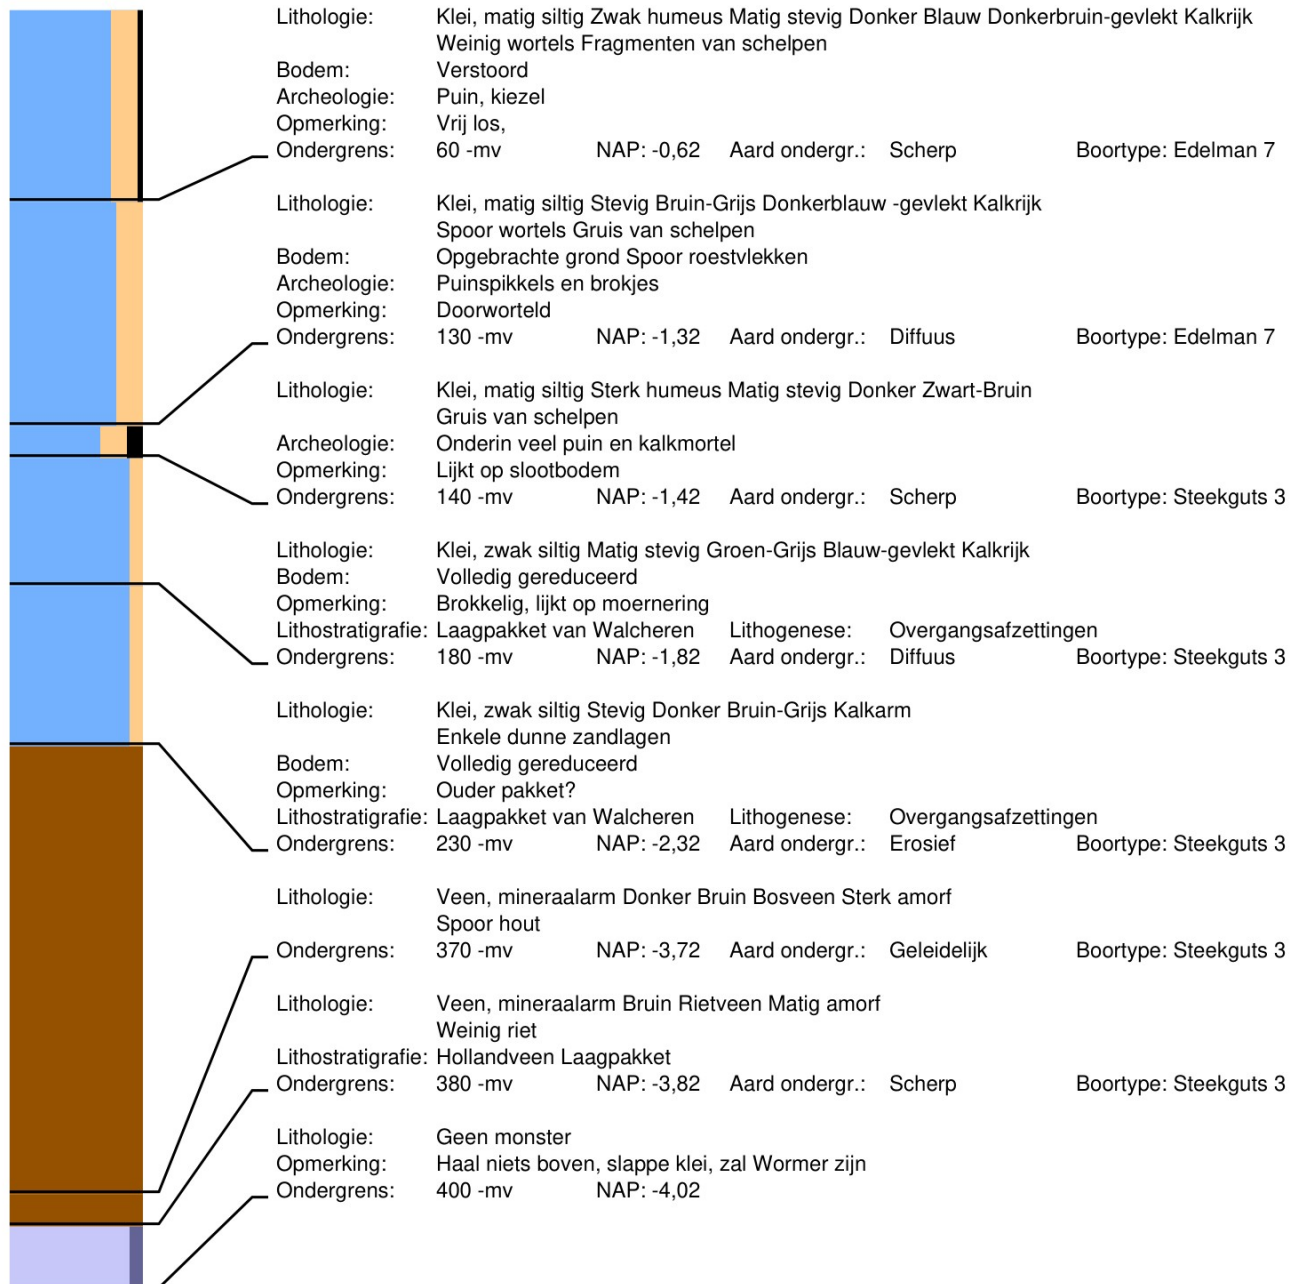 Lithologie: Klei, matig siltig Zwak humeus Matig stevig Donker Blauw Donkerbruin-gevlekt Kalkrijk
Weinig wortels Fragmenten van schelpen
Bodem: Verstoord
Archeologie: Puin, kiezel
Opmerking: Vrij los,
Ondergrens: 60 -mv NAP: -0,62 Aard ondergr.: Scherp Boortype: Edelman 7
Lithologie: Klei, matig siltig Stevig Bruin-Grijs Donkerblauw -gevlekt Kalkrijk
Spoor wortels Gruis van schelpen
Bodem: Opgebrachte grond Spoor roestvlekken
Archeologie: Puinspikkels en brokjes
Opmerking: Doorworteld
Ondergrens: 130 -mv NAP: -1,32 Aard ondergr.: Diffuus Boortype: Edelman 7
Lithologie: Klei, matig siltig Sterk humeus Matig stevig Donker Zwart-Bruin
Gruis van schelpen
Archeologie: Onderin veel puin en kalkmortel
Opmerking: Lijkt op slootbodem
Ondergrens: 140 -mv NAP: -1,42 Aard ondergr.: Scherp Boortype: Steekguts 3
Lithologie: Klei, zwak siltig Matig stevig Groen-Grijs Blauw-gevlekt Kalkrijk
Bodem: Volledig gereduceerd
Opmerking: Brokkelig, lijkt op moernering
Lithostratigrafie: Laagpakket van Walcheren Lithogenese: Overgangsafzettingen
Ondergrens: 180 -mv NAP: -1,82 Aard ondergr.: Diffuus Boortype: Steekguts 3
Lithologie: Klei, zwak siltig Stevig Donker Bruin-Grijs Kalkarm
Enkele dunne zandlagen
Bodem: Volledig gereduceerd
Opmerking: Ouder pakket?
Lithostratigrafie: Laagpakket van Walcheren Lithogenese: Overgangsafzettingen
Ondergrens: 230 -mv NAP: -2,32 Aard ondergr.: Erosief Boortype: Steekguts 3
Lithologie: Veen, mineraalarm Donker Bruin Bosveen Sterk amorf
Spoor hout
Ondergrens: 370 -mv NAP: -3,72 Aard ondergr.: Geleidelijk Boortype: Steekguts 3
Lithologie: Veen, mineraalarm Bruin Rietveen Matig amorf
Weinig riet
Lithostratigrafie: Hollandveen Laagpakket
Ondergrens: 380 -mv NAP: -3,82 Aard ondergr.: Scherp Boortype: Steekguts 3
Lithologie: Geen monster
Opmerking: Haal niets boven, slappe klei, zal Wormer zijn
Ondergrens: 400 -mv NAP: -4,02